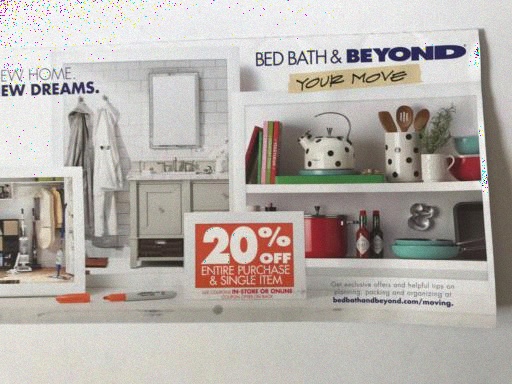 EW HOME.
EW DREAMS.
BED BATH & BEYOND
YOUR MOVE
20% OFF
ENTIRE PURCHASE
& SINGLE ITEM
USE COUPONS IN-STORE OR ONLINE
COUPON OFFER ON BACK
Get exclusive offers and helpful tips on
planning, packing and organizing at
bedbathandbeyond.com/moving.